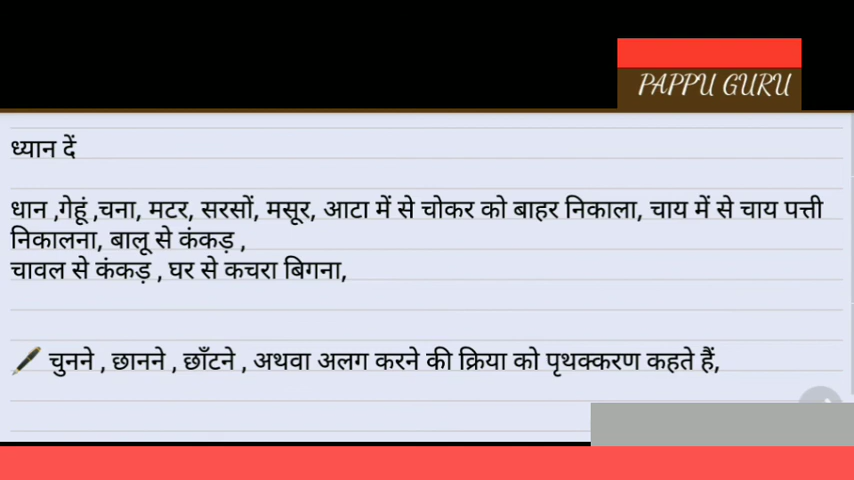 PAPPU GURU
ध्यान दें
धान ,गेहूं ,चना, मटर, सरसों, मसूर, आटा में से चोकर को बाहर निकाला, चाय में से चाय पत्ती
निकालना, बालू से कंकड़ ,
चावल से कंकड़ , घर से कचरा बिगना,
चुनने , छानने , छाँटने , अथवा अलग करने की क्रिया को पृथक्करण कहते हैं,